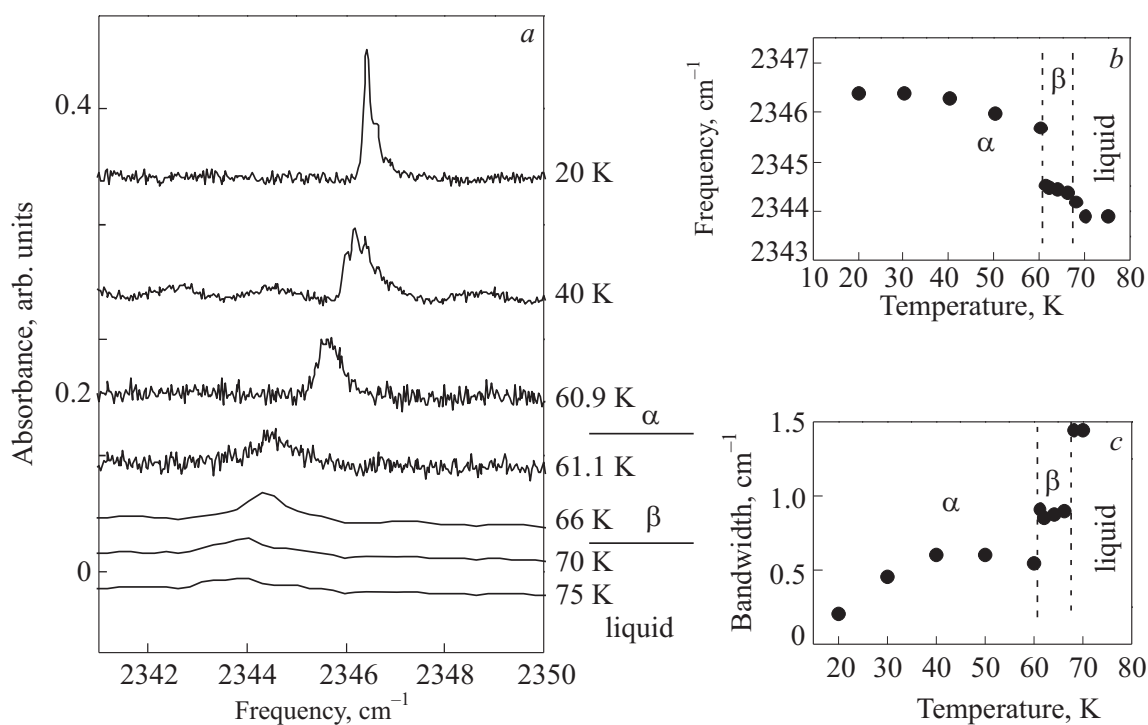 a
0.4
20 K
40 K
0.2
60.9 K
α
61.1 K
66 K
β
70 K
0
75 K
liquid
2342 2344 2346 2348 2350
Frequency, cm⁻¹
Absorbance, arb. units
b
2347
2346
2345
2344
2343
α
β
liquid
10 20 30 40 50 60 70 80
Temperature, K
Frequency, cm⁻¹
c
1.5
1.0
0.5
0
α
β
liquid
20 30 40 50 60 70 80
Temperature, K
Bandwidth, cm⁻¹